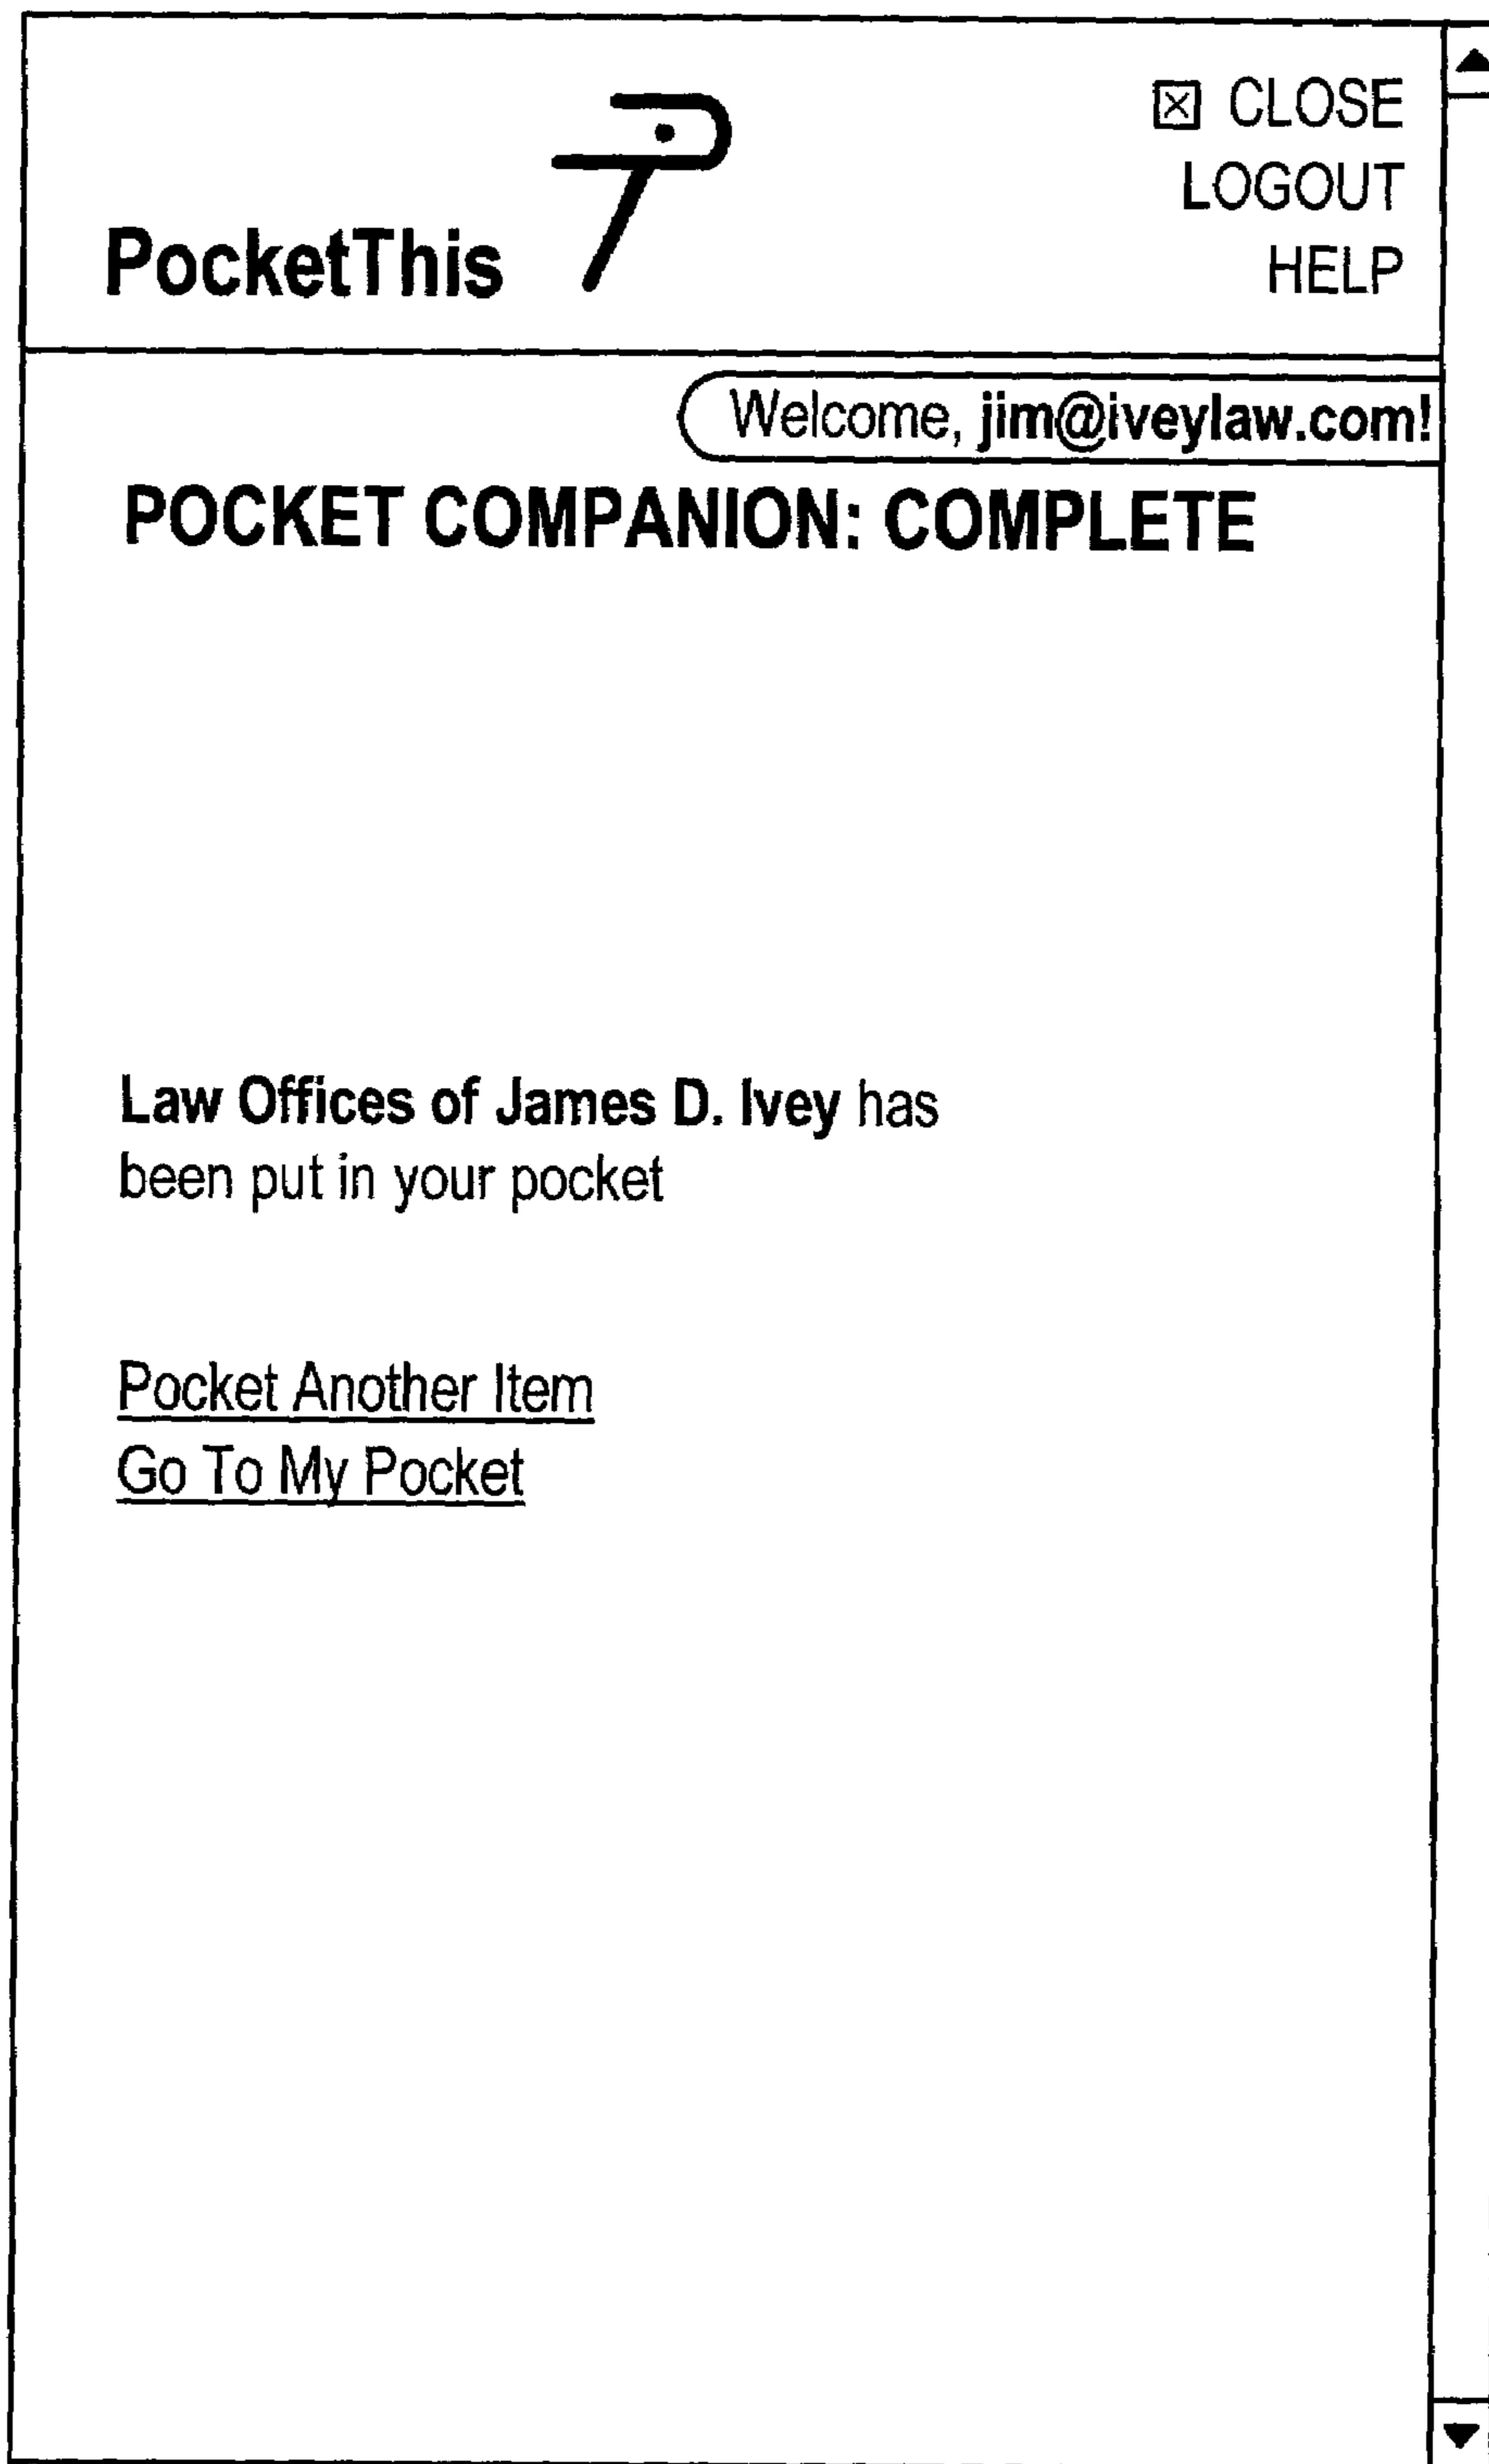 CLOSE
LOGOUT
PocketThis
HELP
Welcome, jim@iveylaw.com!
POCKET COMPANION: COMPLETE
Law Offices of James D. Ivey has
been put in your pocket
Pocket Another Item
Go To My Pocket